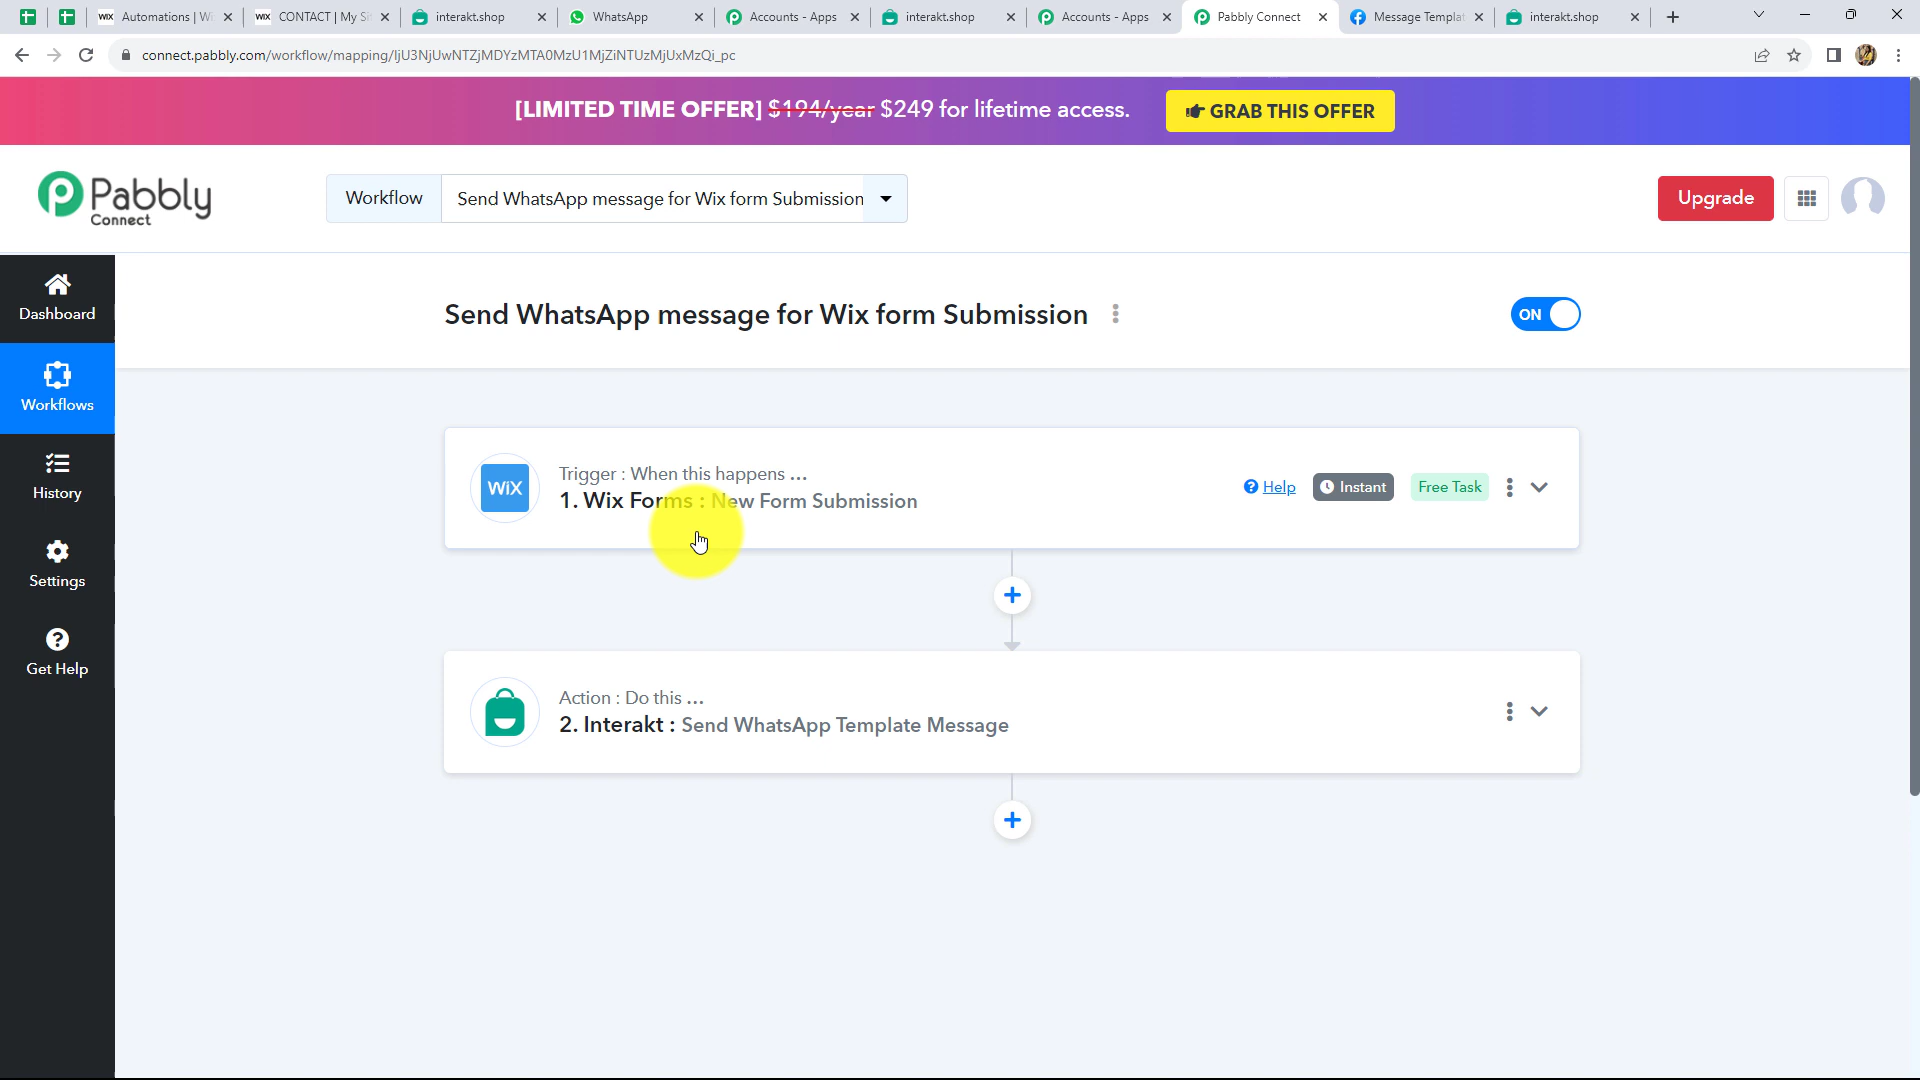 Automations | W
CONTACT | My Si
interakt.shop
WhatsApp
Accounts - Apps
interakt.shop
Accounts - Apps
Pabbly Connect
Message Templat
interakt.shop
connect.pabbly.com/workflow/mapping/IjU3NjUwNTZjMDYzMTA0MzU1MjZiNTUzMjUxMzQi_pc
[LIMITED TIME OFFER] $194/year $249 for lifetime access.
GRAB THIS OFFER
Pabbly
Connect
Workflow
Send WhatsApp message for Wix form Submission
Upgrade
Dashboard
Workflows
History
Settings
Get Help
Send WhatsApp message for Wix form Submission
ON
WiX
Trigger : When this happens ...
1. Wix Forms : New Form Submission
Help
Instant
Free Task
Action : Do this ...
2. Interakt : Send WhatsApp Template Message